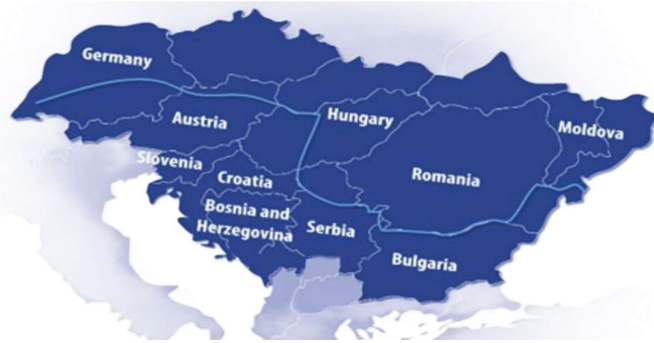 Germany
Austria
Hungary
Moldova
Slovenia
Croatia
Romania
Bosnia and
Herzegovina
Serbia
Bulgaria